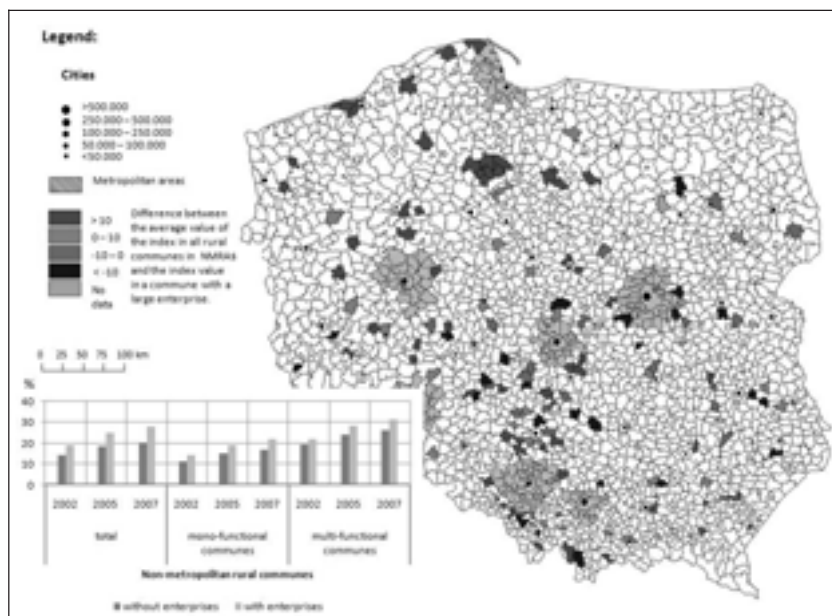 Legend:
Cities
>500.000
250.000 – 500.000
100.000 – 250.000
50.000 – 100.000
<50.000
Metropolitan areas
> 10
0 – 10
-10 – 0
< -10
No
data
Difference between
the average value of
the index in all rural
communes in NMRAs
and the index value
in a commune with a
large enterprise.
0 25 50 75 100 km
%
40
30
20
10
0
2002 2005 2007 2002 2005 2007 2002 2005 2007
total mono-functional multi-functional
communes communes
Non-metropolitan rural communes
without enterprises with enterprises